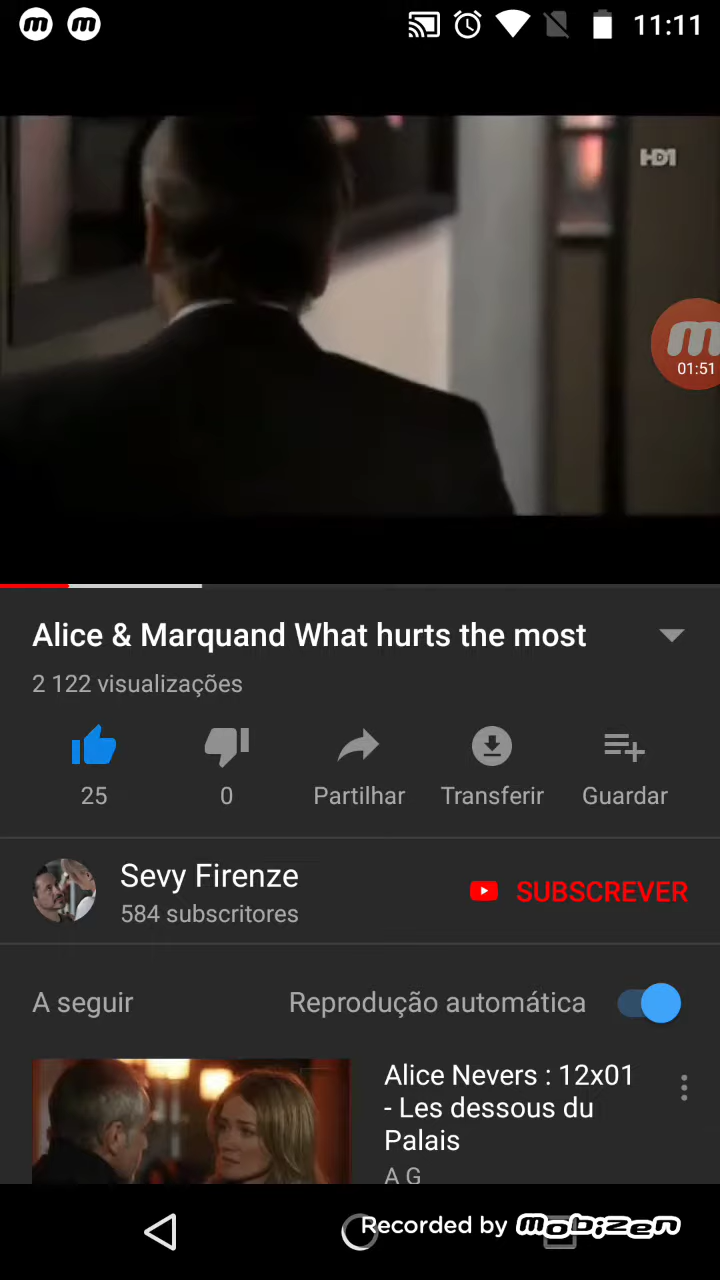 m m 11:11
HD1
m
01:51
Alice & Marquand What hurts the most
2 122 visualizações
25 0 Partilhar Transferir Guardar
Sevy Firenze
584 subscritores
SUBSCREVER
A seguir Reprodução automática
Alice Nevers : 12x01
- Les dessous du
Palais
A G
Recorded by mobizen